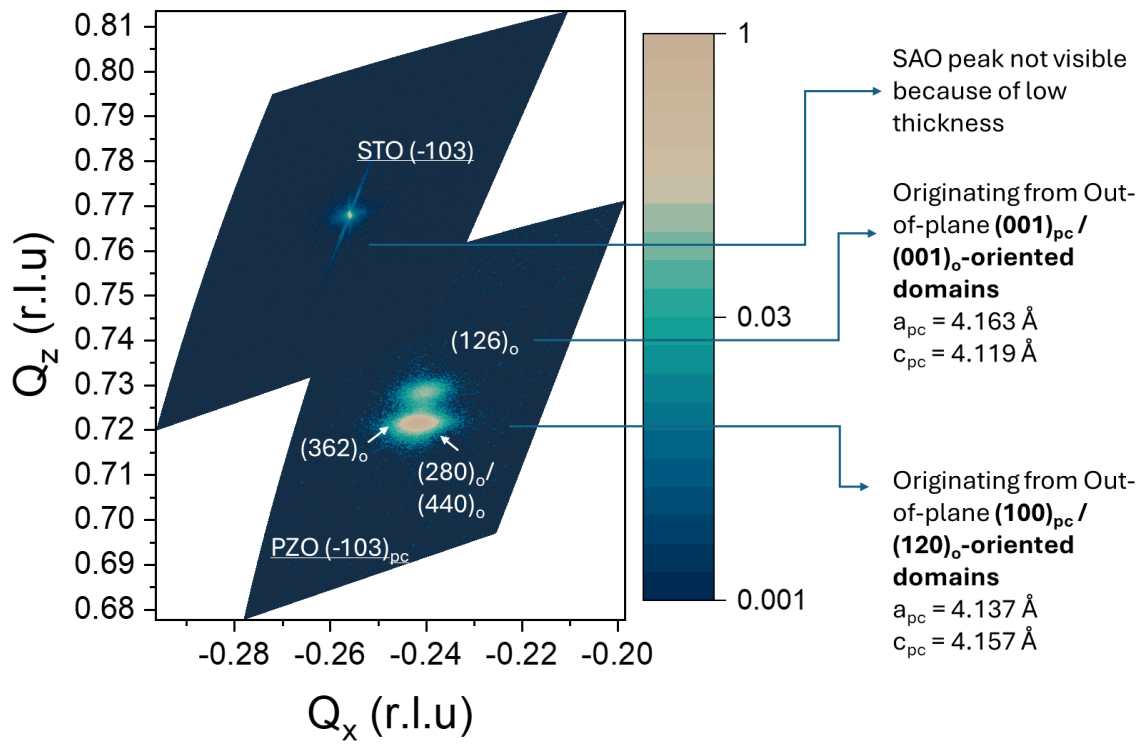 0.81
0.80
0.79
0.78
0.77
0.76
0.75
0.74
0.73
0.72
0.71
0.70
0.69
0.68
Q_z (r.l.u)
-0.28
-0.26
-0.24
-0.22
-0.20
Q_x (r.l.u)
STO (-103)
(126)_o
(362)_o
(280)_o/
(440)_o
PZO (-103)_pc
1
0.03
0.001
SAO peak not visible
because of low
thickness
Originating from Out-
of-plane (001)_pc /
(001)_o-oriented
domains
a_pc = 4.163 Å
c_pc = 4.119 Å
Originating from Out-
of-plane (100)_pc /
(120)_o-oriented
domains
a_pc = 4.137 Å
c_pc = 4.157 Å